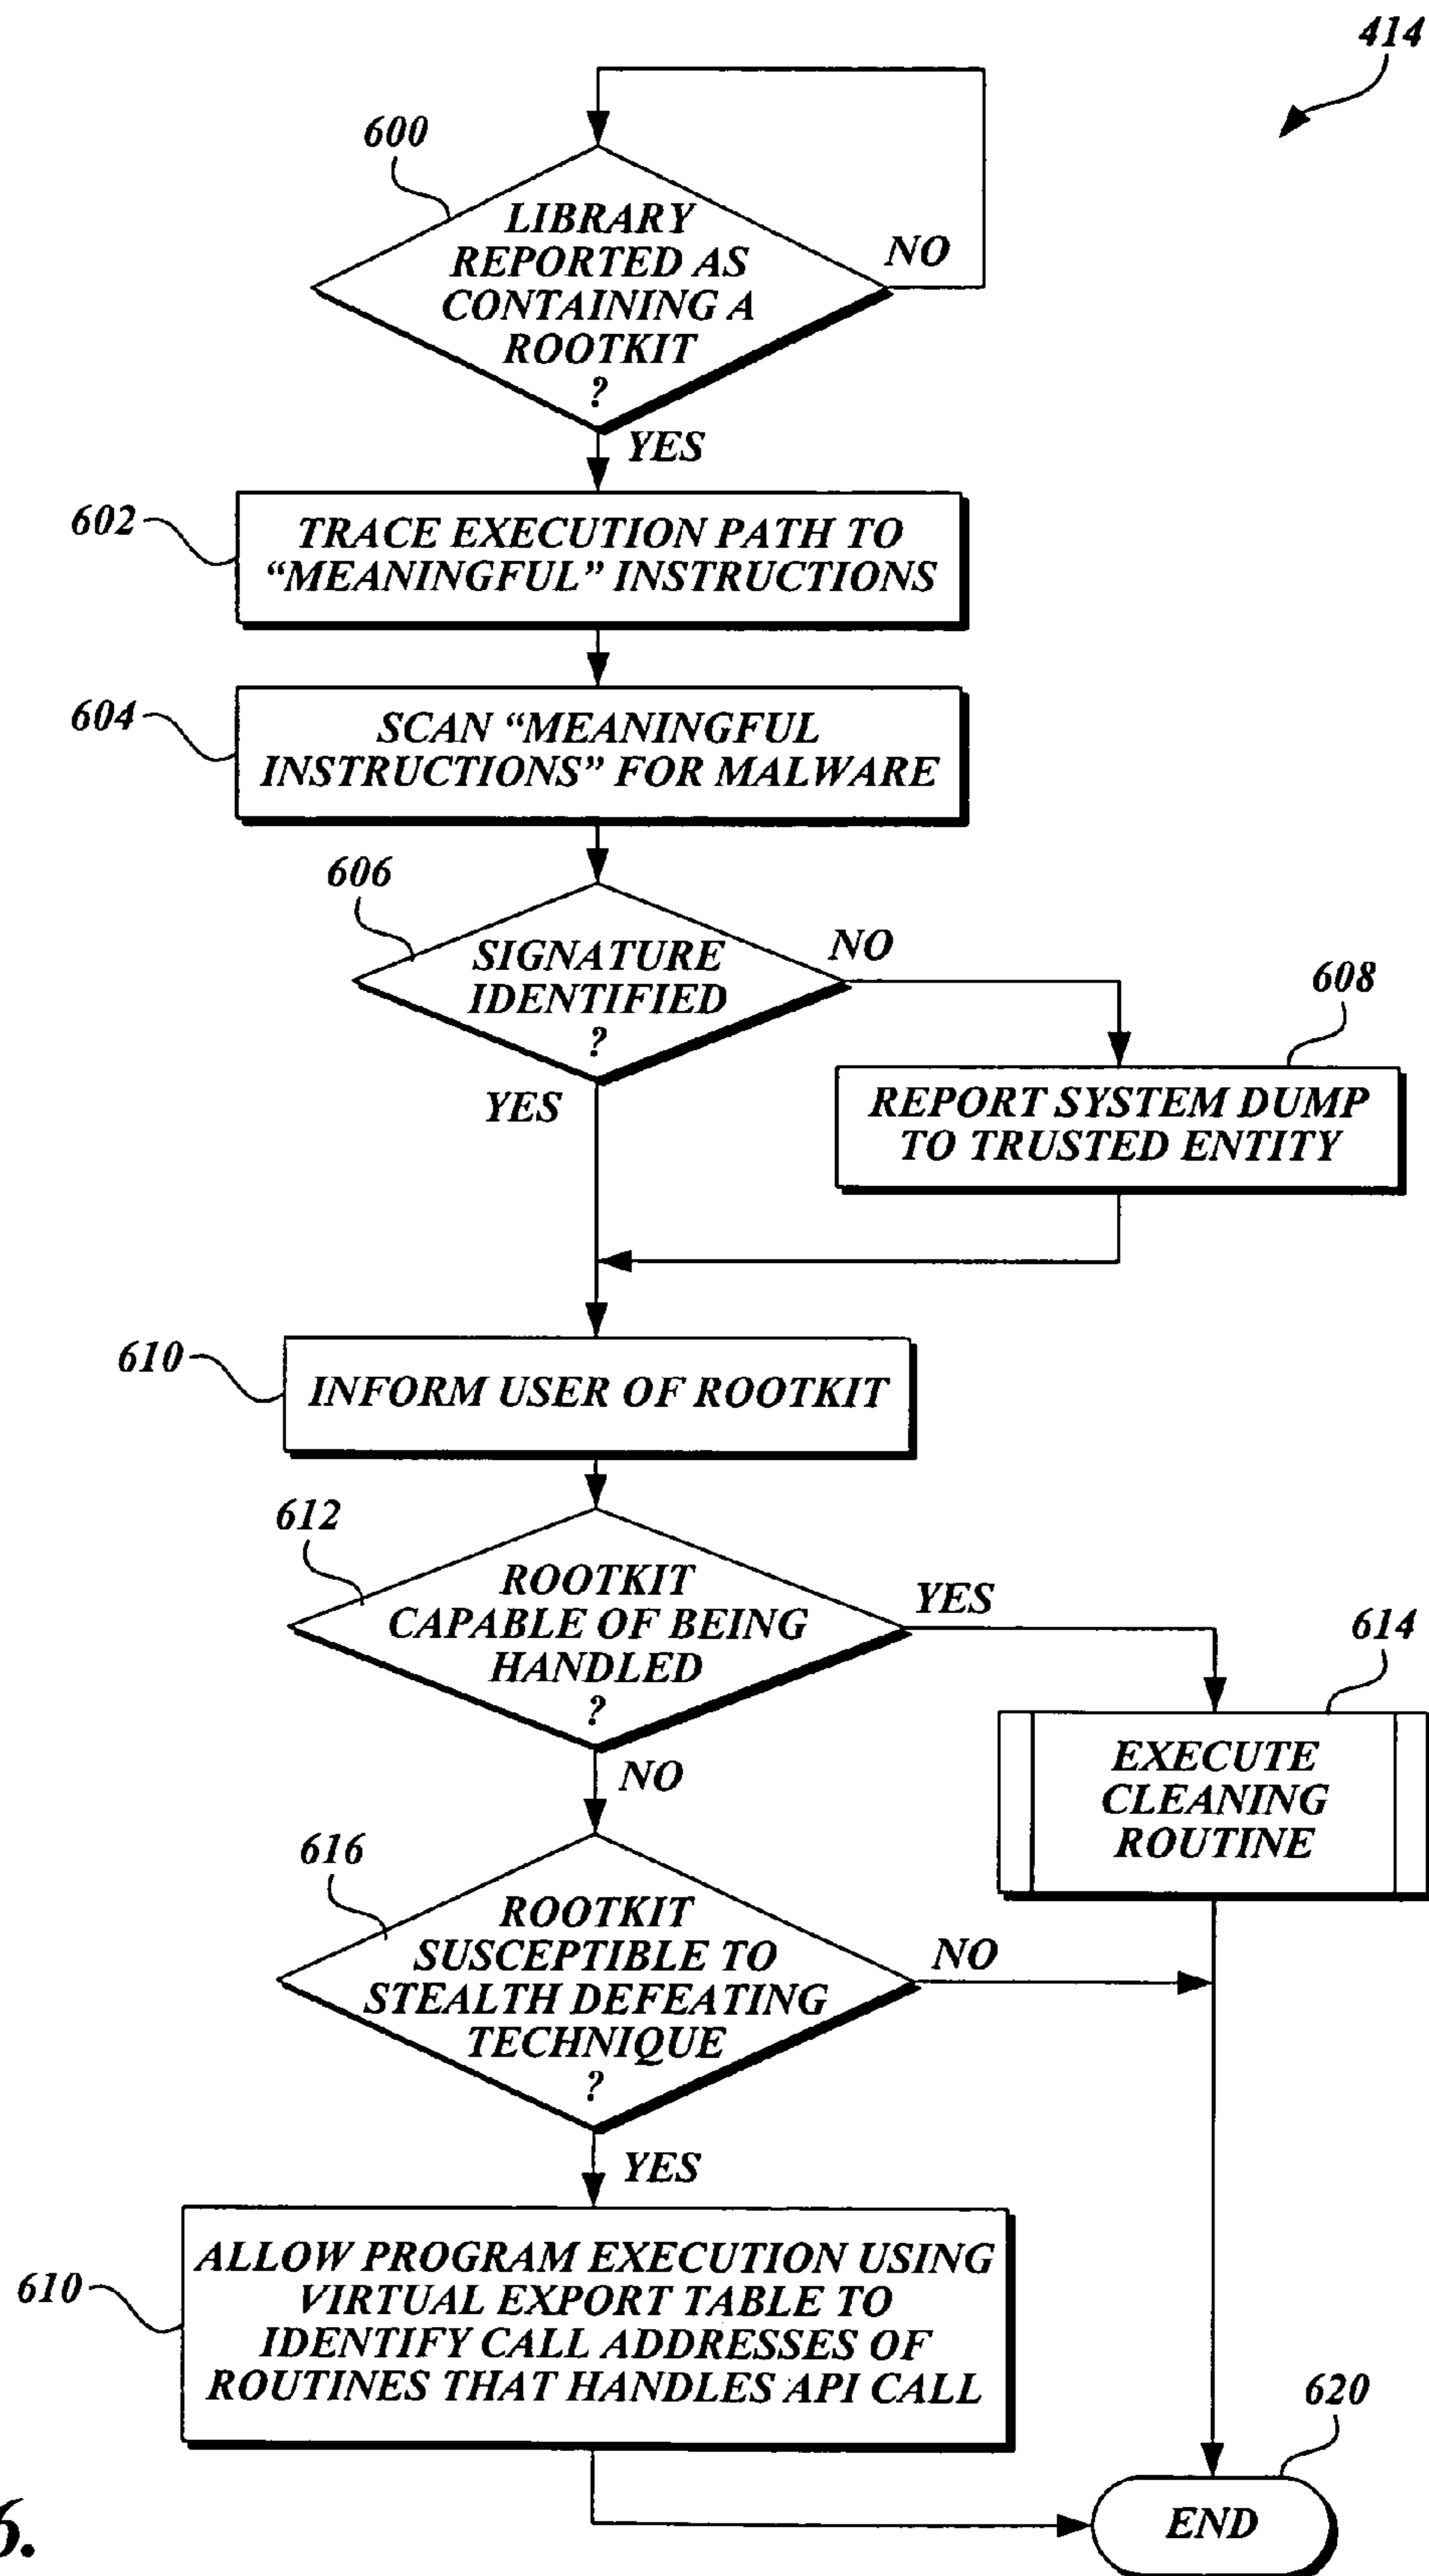 414
600
LIBRARY
REPORTED AS
CONTAINING A
ROOTKIT
?
NO
YES
602
TRACE EXECUTION PATH TO
“MEANINGFUL” INSTRUCTIONS
604
SCAN “MEANINGFUL
INSTRUCTIONS” FOR MALWARE
606
SIGNATURE
IDENTIFIED
?
NO
YES
608
REPORT SYSTEM DUMP
TO TRUSTED ENTITY
610
INFORM USER OF ROOTKIT
612
ROOTKIT
CAPABLE OF BEING
HANDLED
?
YES
NO
614
EXECUTE
CLEANING
ROUTINE
616
ROOTKIT
SUSCEPTIBLE TO
STEALTH DEFEATING
TECHNIQUE
?
NO
YES
610
ALLOW PROGRAM EXECUTION USING
VIRTUAL EXPORT TABLE TO
IDENTIFY CALL ADDRESSES OF
ROUTINES THAT HANDLES API CALL
620
END
6.